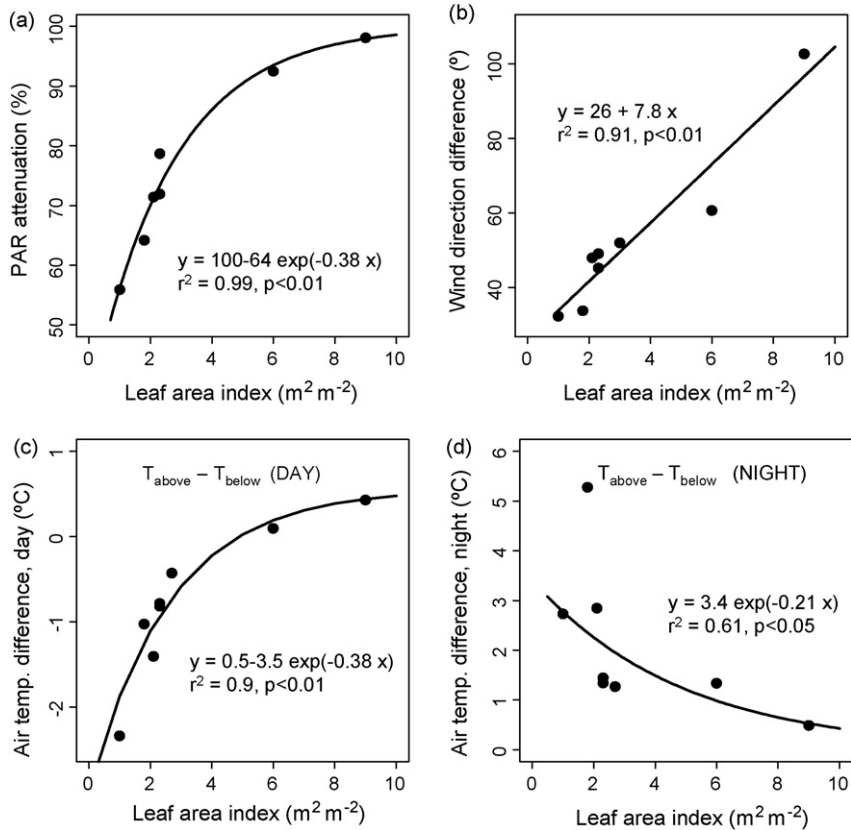 (a)
100
90
80
70
60
50
PAR attenuation (%)
y = 100-64 exp(-0.38 x)
r² = 0.99, p<0.01
0 2 4 6 8 10
Leaf area index (m² m⁻²)
(b)
100
80
60
40
Wind direction difference (º)
y = 26 + 7.8 x
r² = 0.91, p<0.01
0 2 4 6 8 10
Leaf area index (m² m⁻²)
(c)
1
0
-1
-2
Air temp. difference, day (ºC)
T_above – T_below (DAY)
y = 0.5-3.5 exp(-0.38 x)
r² = 0.9, p<0.01
0 2 4 6 8 10
Leaf area index (m² m⁻²)
(d)
6
5
4
3
2
1
0
Air temp. difference, night (ºC)
T_above – T_below (NIGHT)
y = 3.4 exp(-0.21 x)
r² = 0.61, p<0.05
0 2 4 6 8 10
Leaf area index (m² m⁻²)